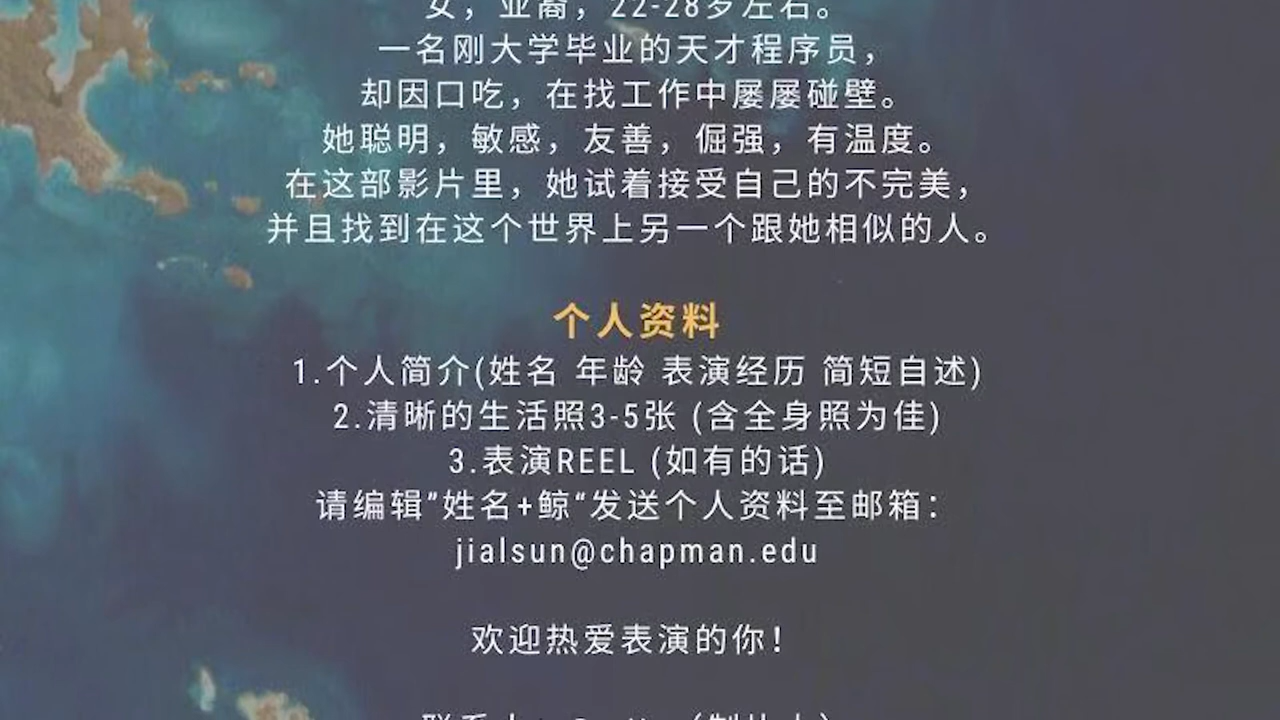 女，亚裔，22-28岁左右。
一名刚大学毕业的天才程序员，
却因口吃，在找工作中屡屡碰壁。
她聪明，敏感，友善，倔强，有温度。
在这部影片里，她试着接受自己的不完美，
并且找到在这个世界上另一个跟她相似的人。
个人资料
1.个人简介(姓名 年龄 表演经历 简短自述)
2.清晰的生活照3-5张 (含全身照为佳)
3.表演REEL (如有的话)
请编辑”姓名+鲸“发送个人资料至邮箱：
jialsun@chapman.edu
欢迎热爱表演的你！